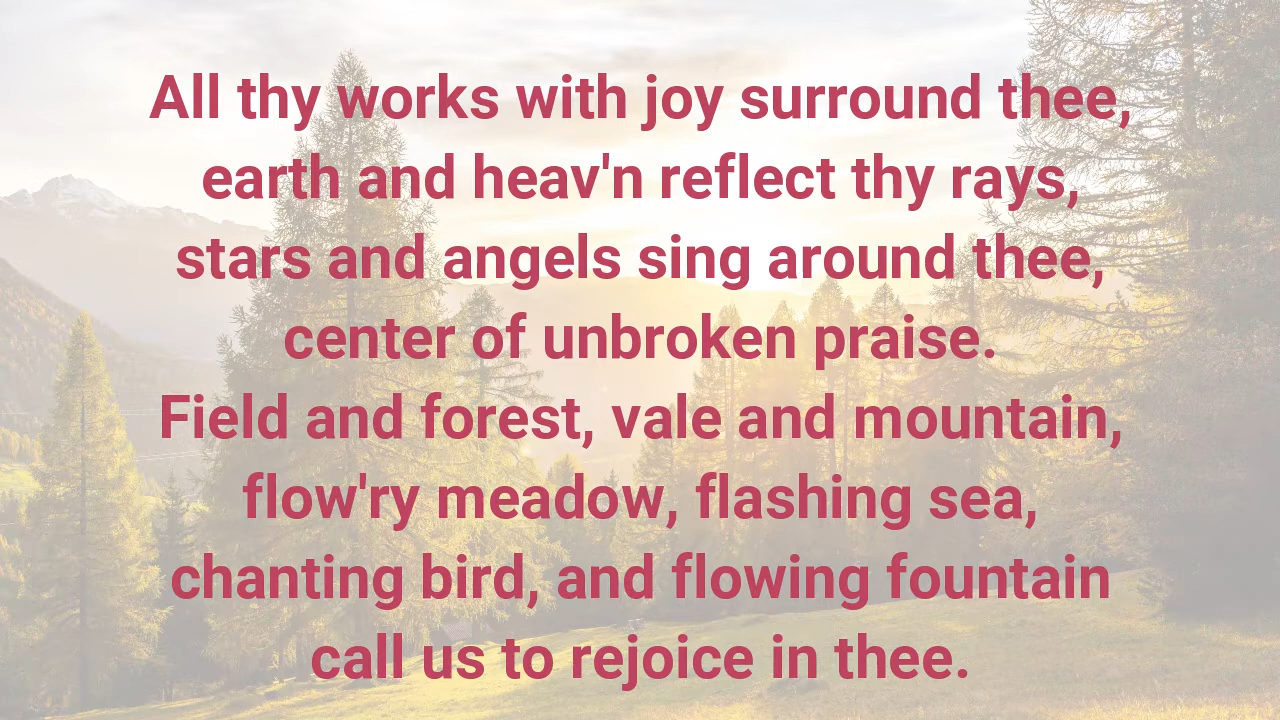 All thy works with joy surround thee,
earth and heav'n reflect thy rays,
stars and angels sing around thee,
center of unbroken praise.
Field and forest, vale and mountain,
flow'ry meadow, flashing sea,
chanting bird, and flowing fountain
call us to rejoice in thee.